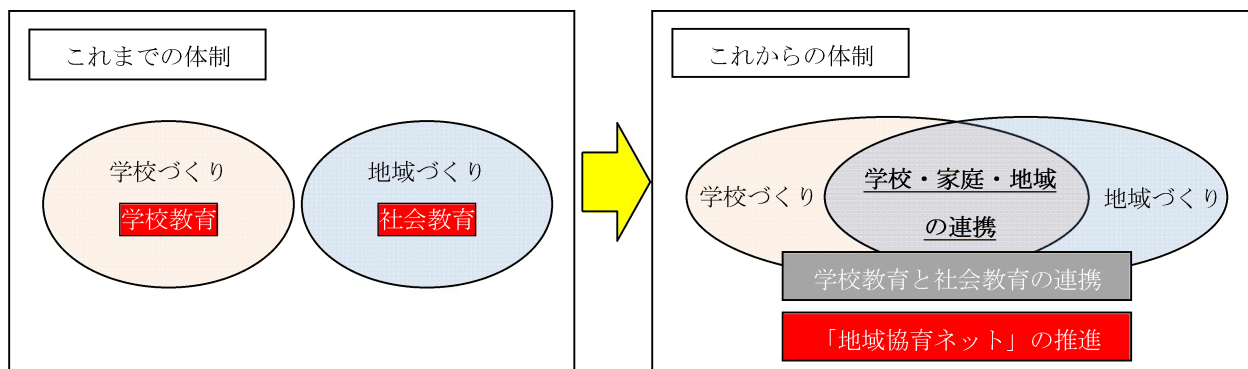 これまでの体制
学校づくり
学校教育
地域づくり
社会教育
これからの体制
学校づくり
学校・家庭・地域
の連携
地域づくり
学校教育と社会教育の連携
「地域協育ネット」の推進